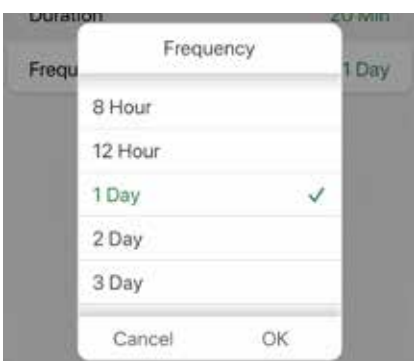 Duration 20 Min
Frequency
Frequ 1 Day
8 Hour
12 Hour
1 Day
2 Day
3 Day
Cancel OK